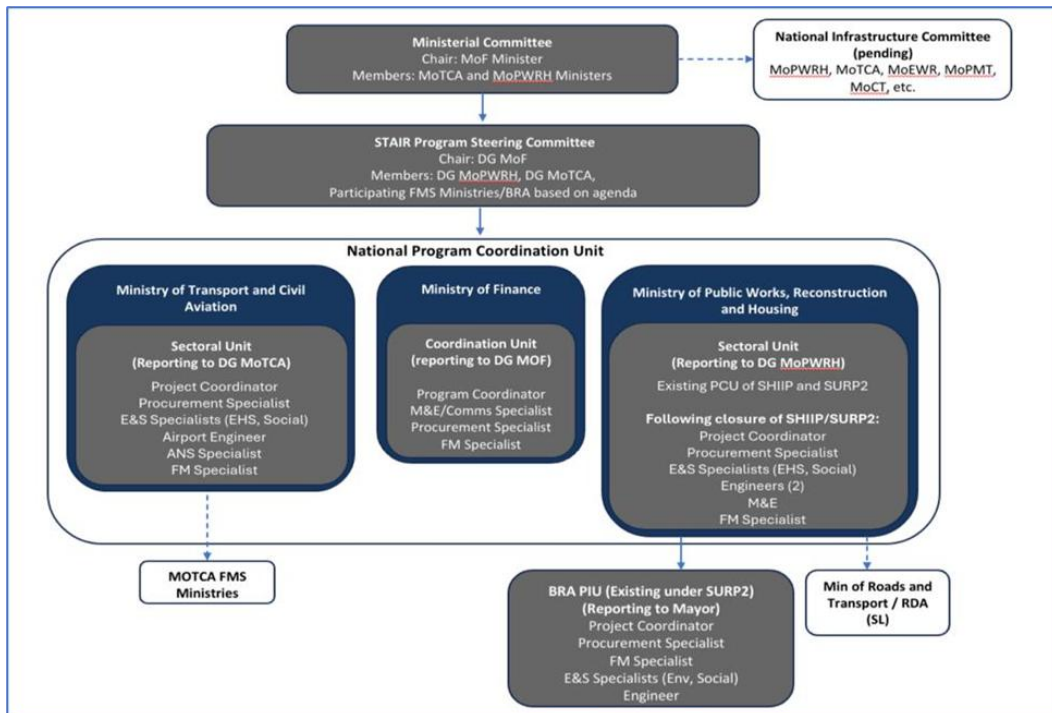 Ministerial Committee
Chair: MoF Minister
Members: MoTCA and MoPWRH Ministers
National Infrastructure Committee
(pending)
MoPWRH, MoTCA, MoEWR, MoPMT,
MoCT, etc.
STAIR Program Steering Committee
Chair: DG MoF
Members: DG MoPWRH, DG MoTCA,
Participating FMS Ministries/BRA based on agenda
National Program Coordination Unit
Ministry of Transport and Civil
Aviation
Sectoral Unit
(Reporting to DG MoTCA)
Project Coordinator
Procurement Specialist
E&S Specialists (EHS, Social)
Airport Engineer
ANS Specialist
FM Specialist
Ministry of Finance
Coordination Unit
(reporting to DG MOF)
Program Coordinator
M&E/Comms Specialist
Procurement Specialist
FM Specialist
Ministry of Public Works, Reconstruction
and Housing
Sectoral Unit
(Reporting to DG MoPWRH)
Existing PCU of SHIIP and SURP2
Following closure of SHIIP/SURP2:
Project Coordinator
Procurement Specialist
E&S Specialists (EHS, Social)
Engineers (2)
M&E
FM Specialist
MOTCA FMS
Ministries
BRA PIU (Existing under SURP2)
(Reporting to Mayor)
Project Coordinator
Procurement Specialist
FM Specialist
E&S Specialists (Env, Social)
Engineer
Min of Roads and
Transport / RDA
(SL)